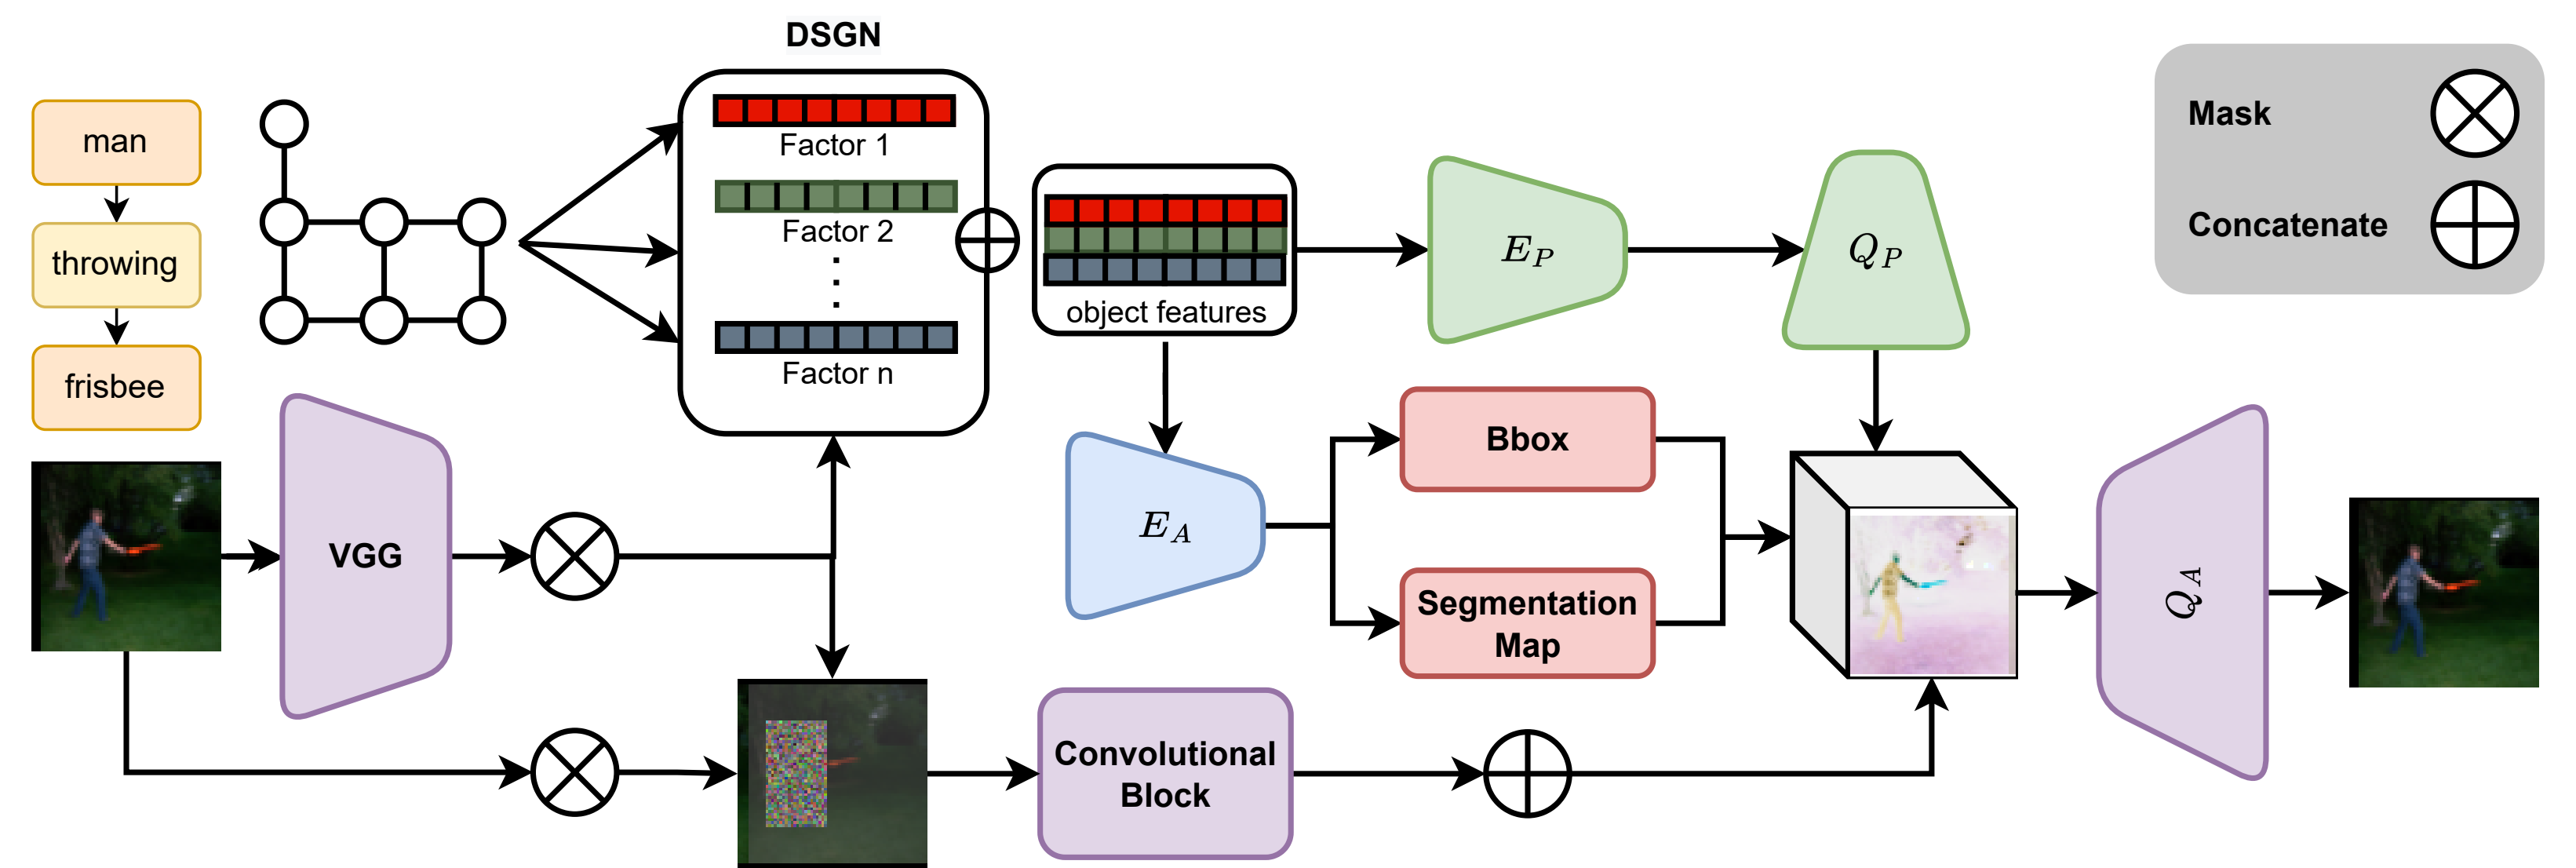 DSGN
man
throwing
frisbee
Factor 1
Factor 2
Factor n
object features
E_P
Q_P
Mask
Concatenate
VGG
E_A
Bbox
Segmentation
Map
Q_A
Convolutional
Block